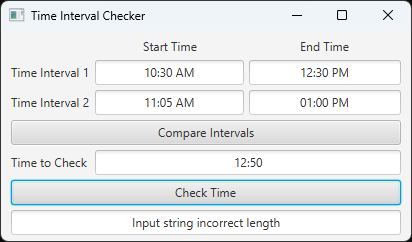 Time Interval Checker
Start Time End Time
Time Interval 1 10:30 AM 12:30 PM
Time Interval 2 11:05 AM 01:00 PM
Compare Intervals
Time to Check 12:50
Check Time
Input string incorrect length